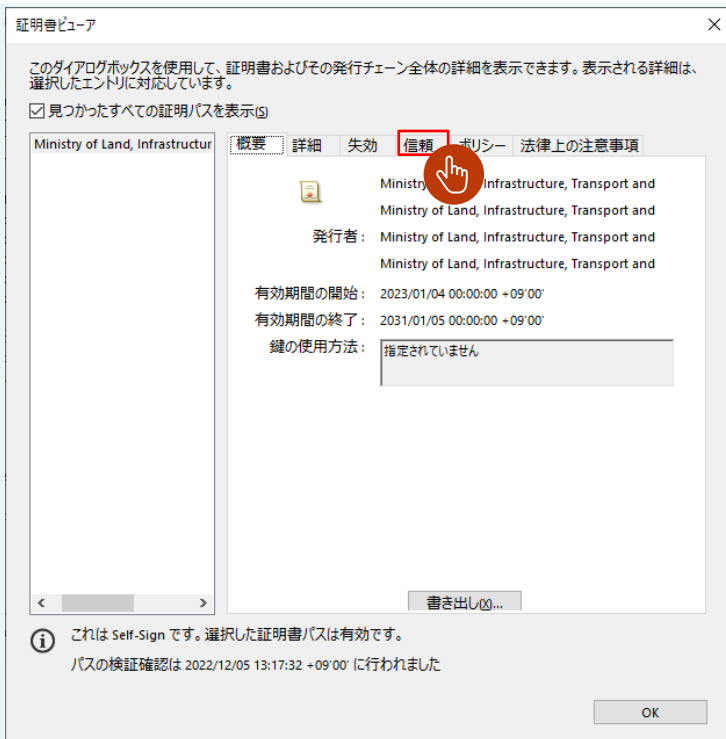 証明書ビューア
このダイアログボックスを使用して、証明書およびその発行チェーン全体の詳細を表示できます。表示される詳細は、
選択したエントリに対応しています。
見つかったすべての証明パスを表示(S)
Ministry of Land, Infrastructur
概要 詳細 失効 信頼 ポリシー 法律上の注意事項
Ministry Infrastructure, Transport and
Ministry of Land, Infrastructure, Transport and
発行者: Ministry of Land, Infrastructure, Transport and
Ministry of Land, Infrastructure, Transport and
有効期間の開始: 2023/01/04 00:00:00 +09'00'
有効期間の終了: 2031/01/05 00:00:00 +09'00'
鍵の使用方法: 指定されていません
書き出し(X)...
これは Self-Sign です。選択した証明書パスは有効です。
パスの検証確認は 2022/12/05 13:17:32 +09'00' に行われました
OK